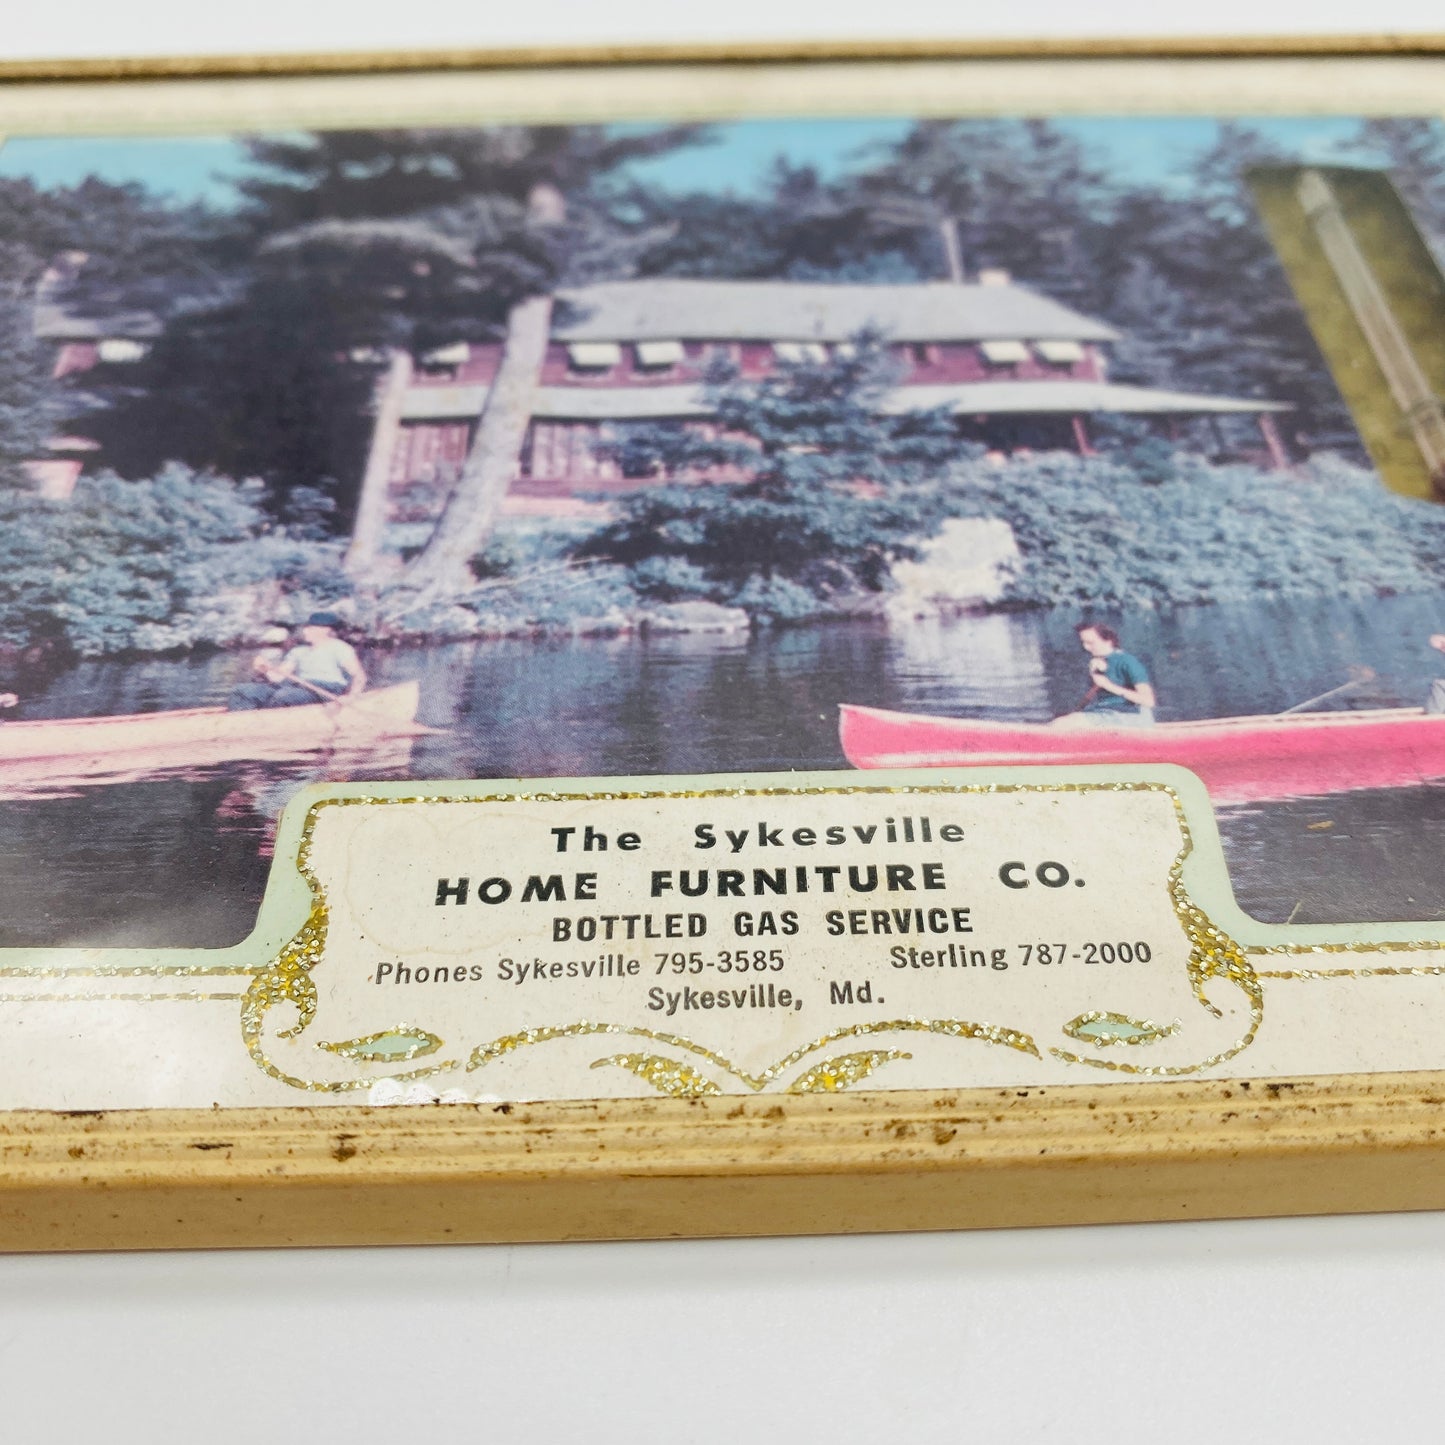 The Sykesville
HOME FURNITURE CO.
BOTTLED GAS SERVICE
Phones Sykesville 795-3585 Sterling 787-2000
Sykesville, Md.